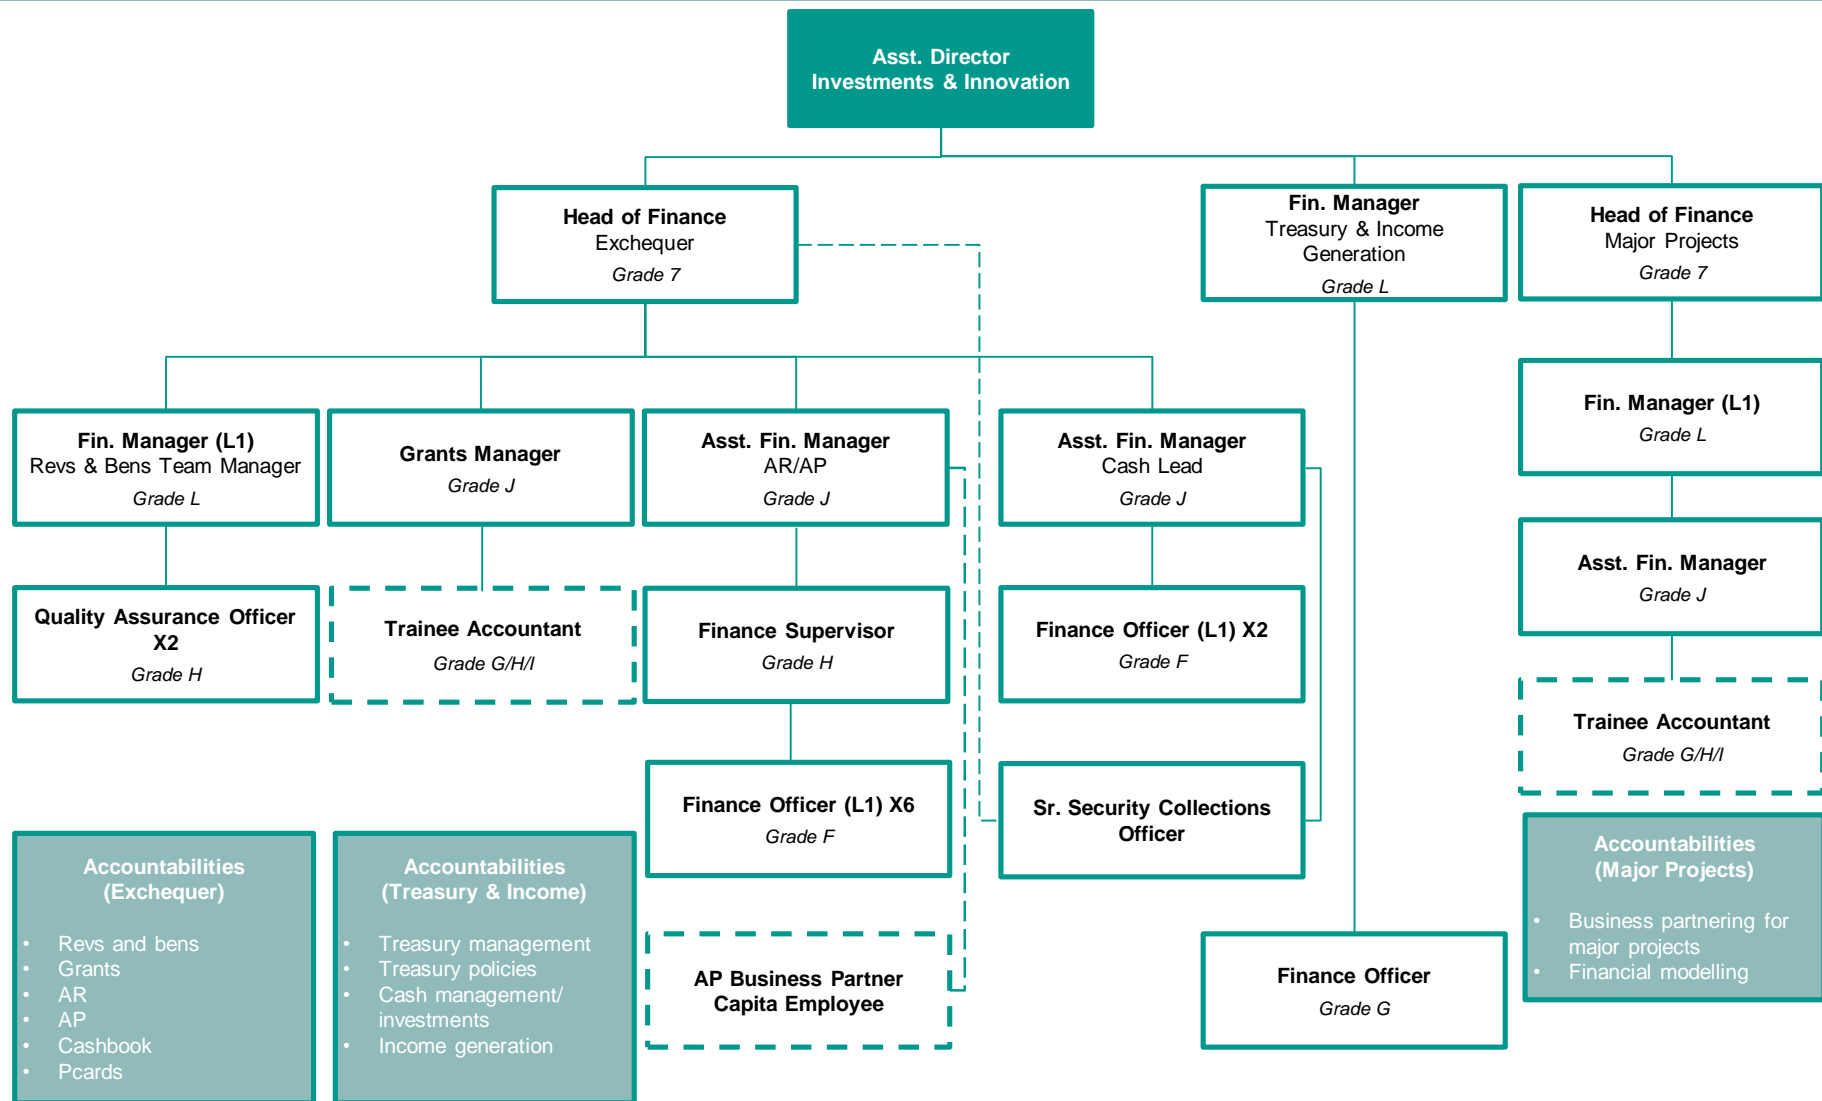 Asst. Director
Investments & Innovation
Head of Finance
Exchequer
Grade 7
Fin. Manager
Treasury & Income
Generation
Grade L
Head of Finance
Major Projects
Grade 7
Fin. Manager (L1)
Revs & Bens Team Manager
Grade L
Grants Manager
Grade J
Asst. Fin. Manager
AR/AP
Grade J
Asst. Fin. Manager
Cash Lead
Grade J
Fin. Manager (L1)
Grade L
Quality Assurance Officer
X2
Grade H
Trainee Accountant
Grade G/H/I
Finance Supervisor
Grade H
Finance Officer (L1) X2
Grade F
Asst. Fin. Manager
Grade J
Trainee Accountant
Grade G/H/I
Finance Officer (L1) X6
Grade F
Sr. Security Collections
Officer
Accountabilities
(Exchequer)
• Revs and bens
• Grants
• AR
• AP
• Cashbook
• Pcards
Accountabilities
(Treasury & Income)
• Treasury management
• Treasury policies
• Cash management/
investments
• Income generation
AP Business Partner
Capita Employee
Finance Officer
Grade G
Accountabilities
(Major Projects)
• Business partnering for
major projects
• Financial modelling